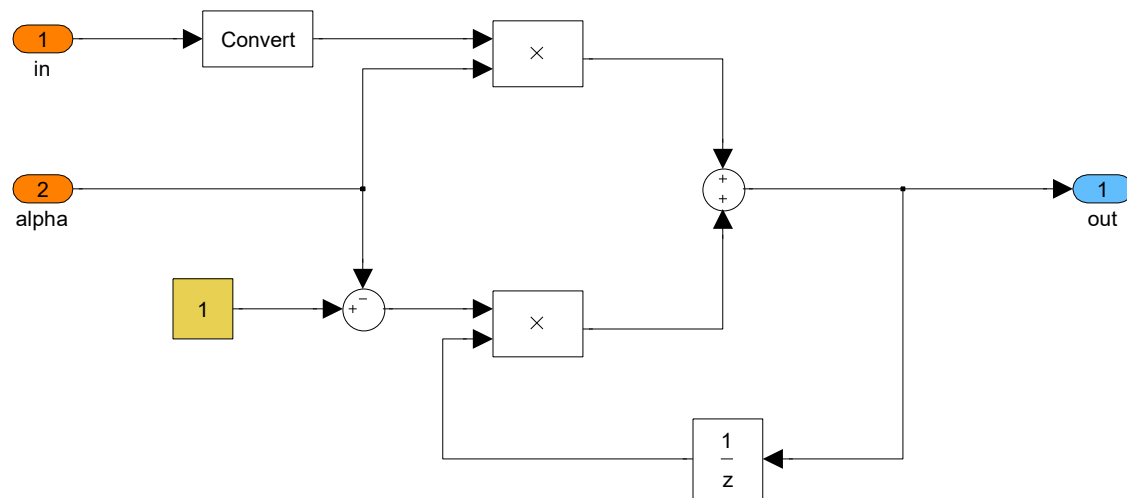 1
in
Convert
×
2
alpha
+
+
1
out
1
+
−
×
1
z